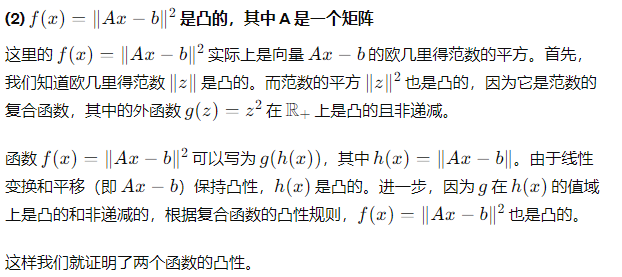 (2) f(x) = ‖Ax − b‖² 是凸的，其中 A 是一个矩阵
这里的 f(x) = ‖Ax − b‖² 实际上是向量 Ax − b 的欧几里得范数的平方。首先，
我们知道欧几里得范数 ‖z‖ 是凸的。而范数的平方 ‖z‖² 也是凸的，因为它是范数的
复合函数，其中的外函数 g(z) = z² 在 ℝ₊ 上是凸的且非递减。
函数 f(x) = ‖Ax − b‖² 可以写为 g(h(x))，其中 h(x) = ‖Ax − b‖。由于线性
变换和平移（即 Ax − b）保持凸性，h(x) 是凸的。进一步，因为 g 在 h(x) 的值域
上是凸的和非递减的，根据复合函数的凸性规则，f(x) = ‖Ax − b‖² 也是凸的。
这样我们就证明了两个函数的凸性。